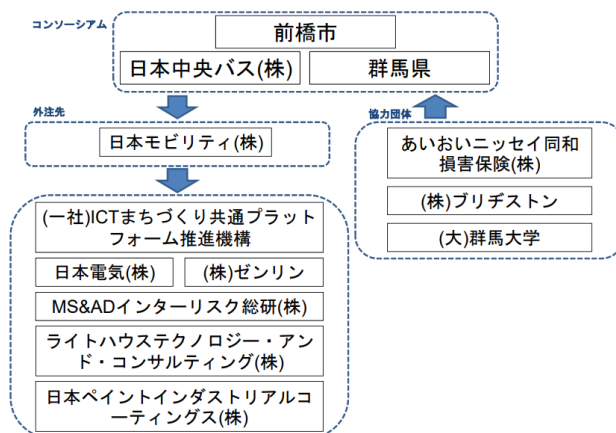 コンソーシアム
前橋市
日本中央バス(株)
群馬県
外注先
日本モビリティ(株)
(一社)ICTまちづくり共通プラット
フォーム推進機構
日本電気(株)
(株)ゼンリン
MS&ADインターリスク総研(株)
ライトハウステクノロジー・アン
ド・コンサルティング(株)
日本ペイントインダストリアルコ
ーティングス(株)
協力団体
あいおいニッセイ同和
損害保険(株)
(株)ブリヂストン
(大)群馬大学